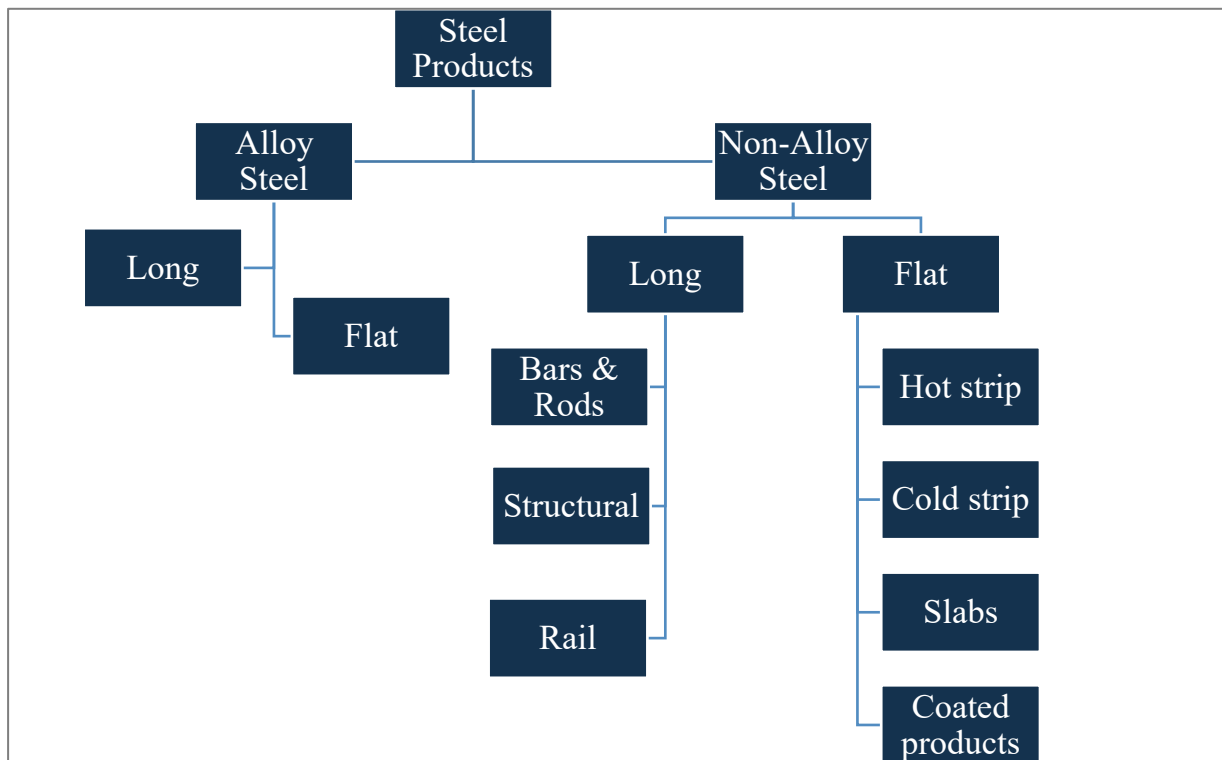 Steel
Products
Alloy
Steel
Non-Alloy
Steel
Long
Flat
Long
Flat
Bars &
Rods
Structural
Rail
Hot strip
Cold strip
Slabs
Coated
products